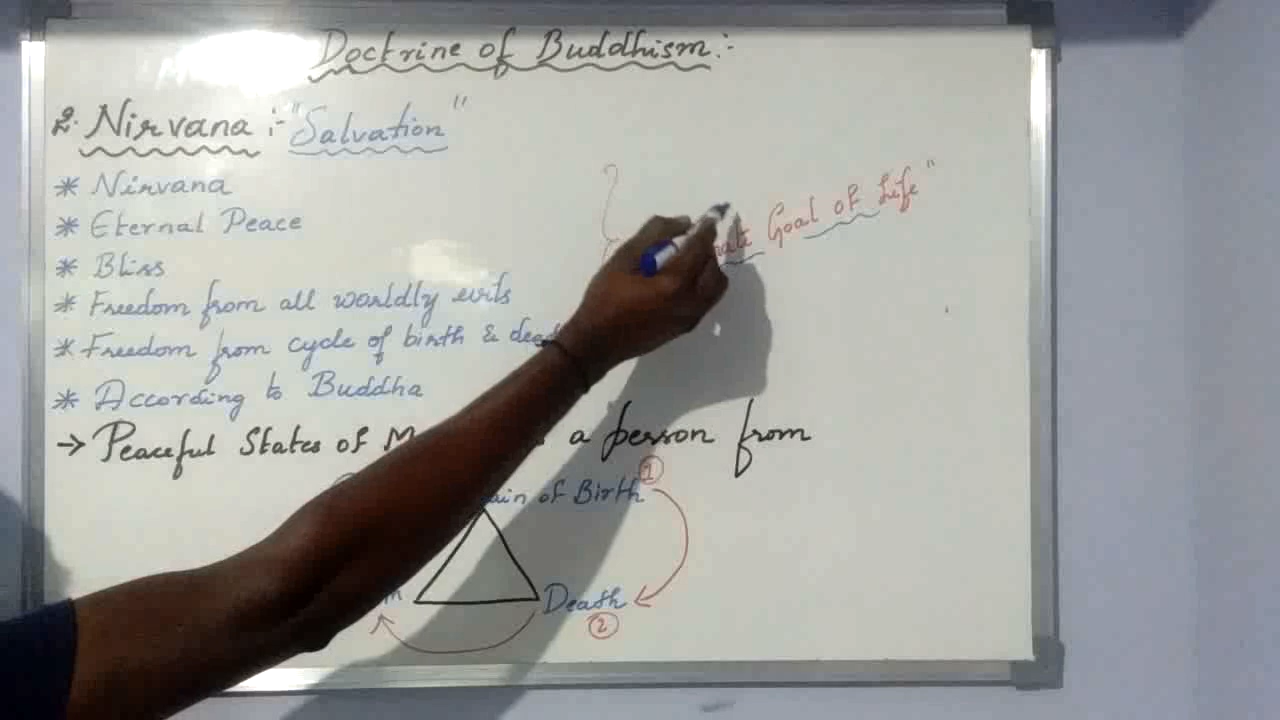 Doctrine of Buddhism:-
2. Nirvana :- "Salvation"
* Nirvana
* Eternal Peace
* Bliss
* Freedom from all worldly evils
Goal of Life"
* Freedom from cycle of birth &
* According to Buddha
→ Peaceful States of a person from
of Birth 1
Death
2